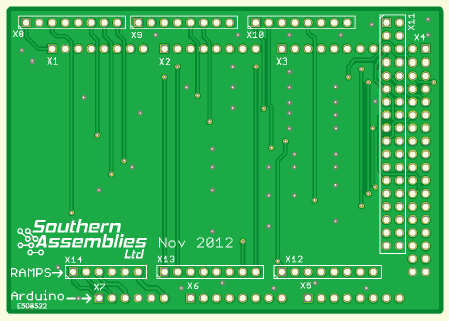 X8
X9
X10
X11
X4
X1
X2
X3
Southern
Assemblies
Ltd
Nov 2012
RAMPS
X14
X13
X12
X7
X6
X5
Arduino
E508522